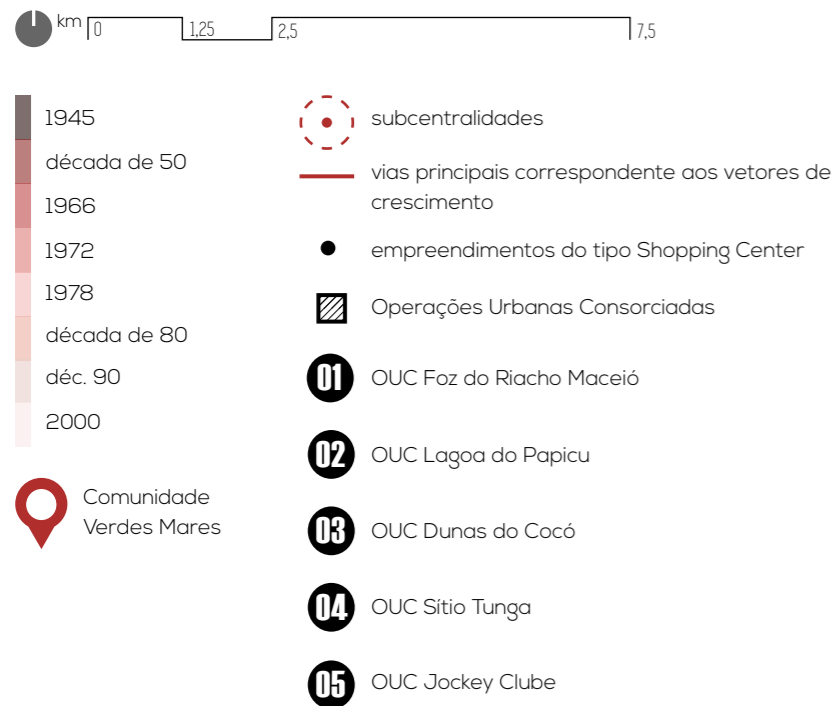 km 0 1,25 2,5 7,5
1945
década de 50
1966
1972
1978
década de 80
déc. 90
2000
Comunidade
Verdes Mares
subcentralidades
vias principais correspondente aos vetores de
crescimento
empreendimentos do tipo Shopping Center
Operações Urbanas Consorciadas
01 OUC Foz do Riacho Maceió
02 OUC Lagoa do Papicu
03 OUC Dunas do Cocó
04 OUC Sítio Tunga
05 OUC Jockey Clube